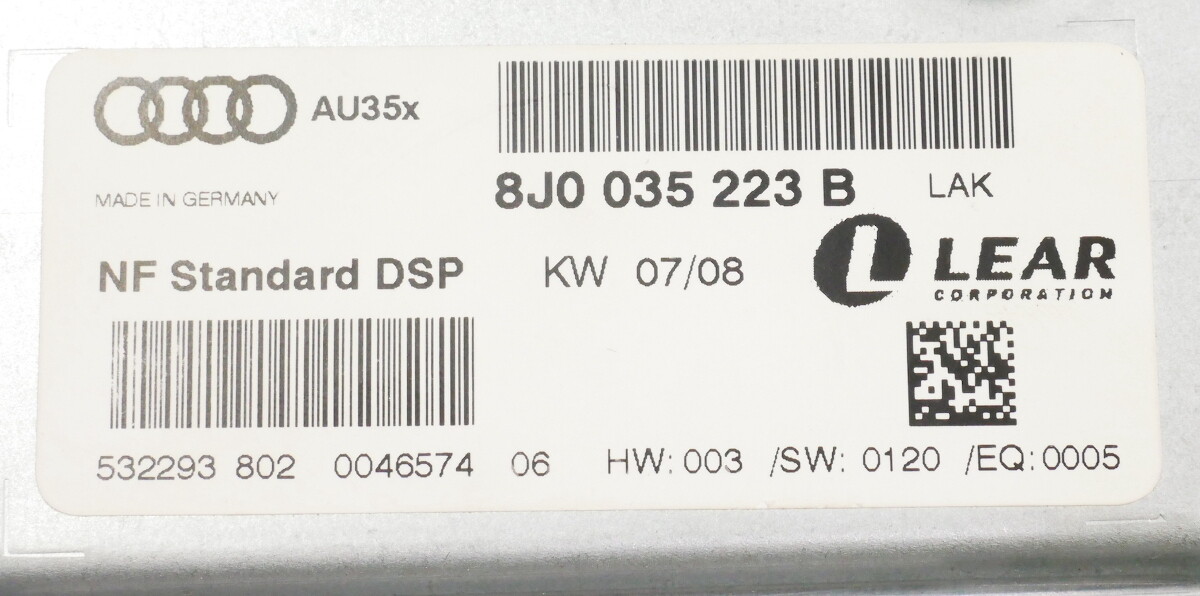 AU35x
MADE IN GERMANY
8J0 035 223 B LAK
NF Standard DSP KW 07/08
LEAR
CORPORATION
532293 802 0046574 06 HW: 003 /SW: 0120 /EQ: 0005